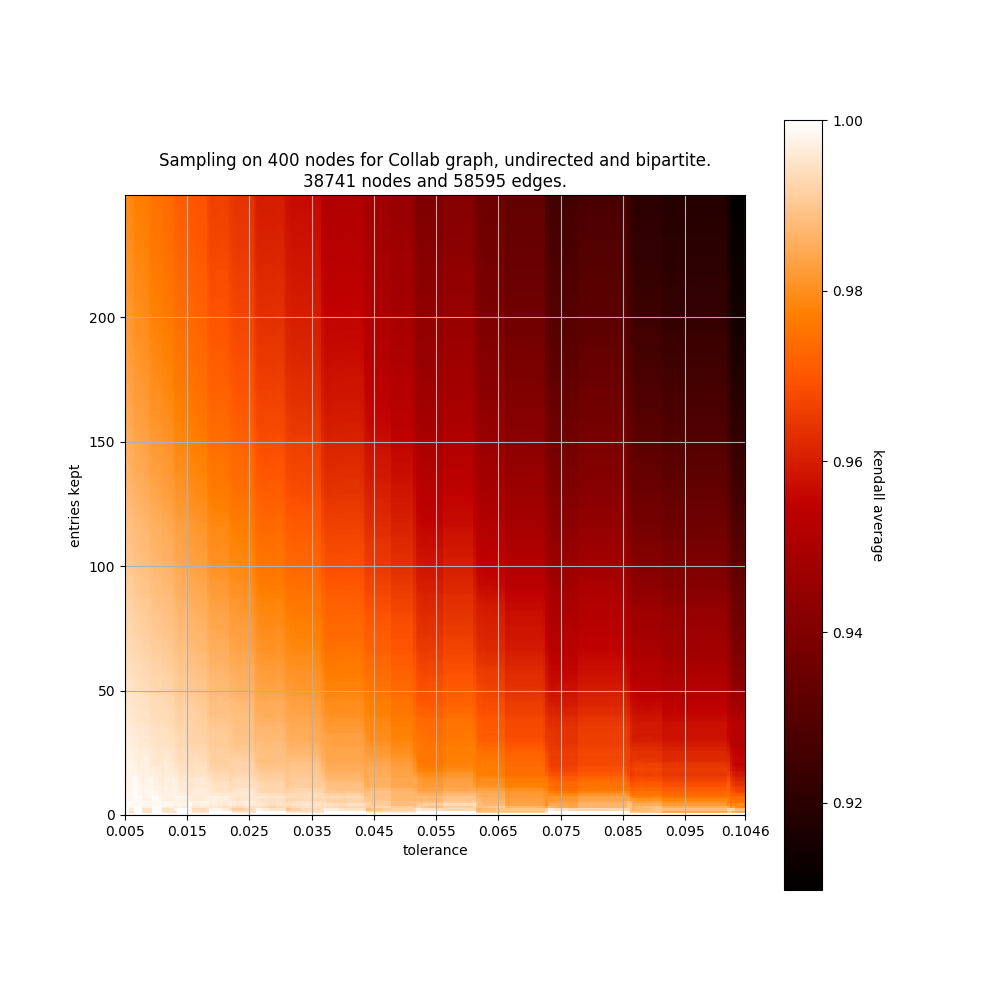 Sampling on 400 nodes for Collab graph, undirected and bipartite.
38741 nodes and 58595 edges.
1.00
0.98
0.96
0.94
0.92
kendall average
200
150
100
50
0
entries kept
0.005 0.015 0.025 0.035 0.045 0.055 0.065 0.075 0.085 0.095 0.1046
tolerance